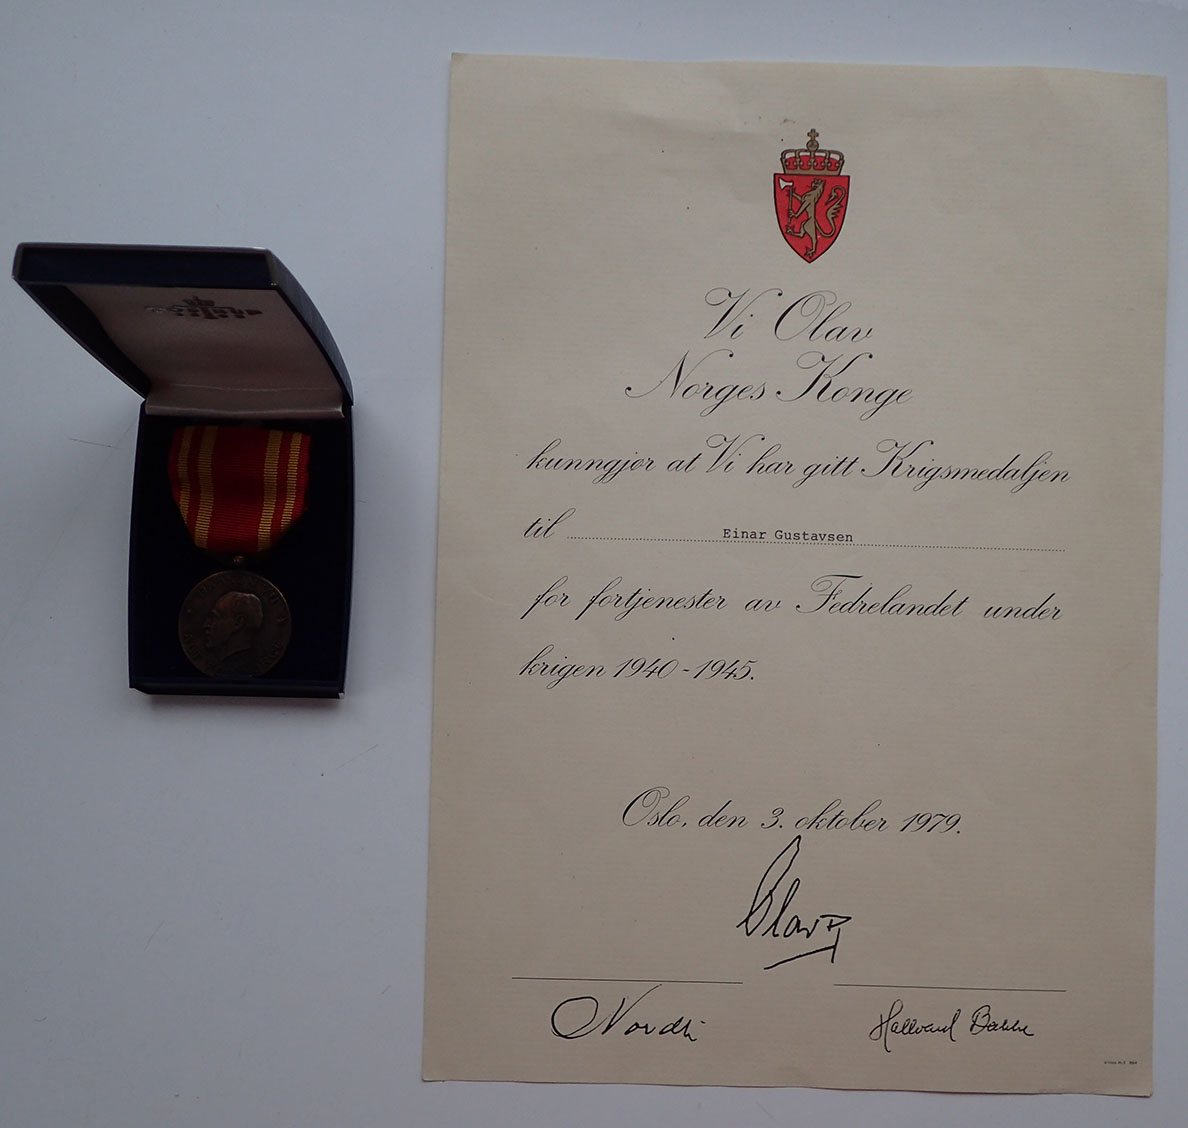 Vi Olav
Norges Konge
kunngjør at Vi har gitt Krigsmedaljen
til Einar Gustavsen
for fortjenester av Fedrelandet under
krigen 1940-1945.
Oslo, den 3. oktober 1979.
Olav R
O Nordli
Hallvard Bakke